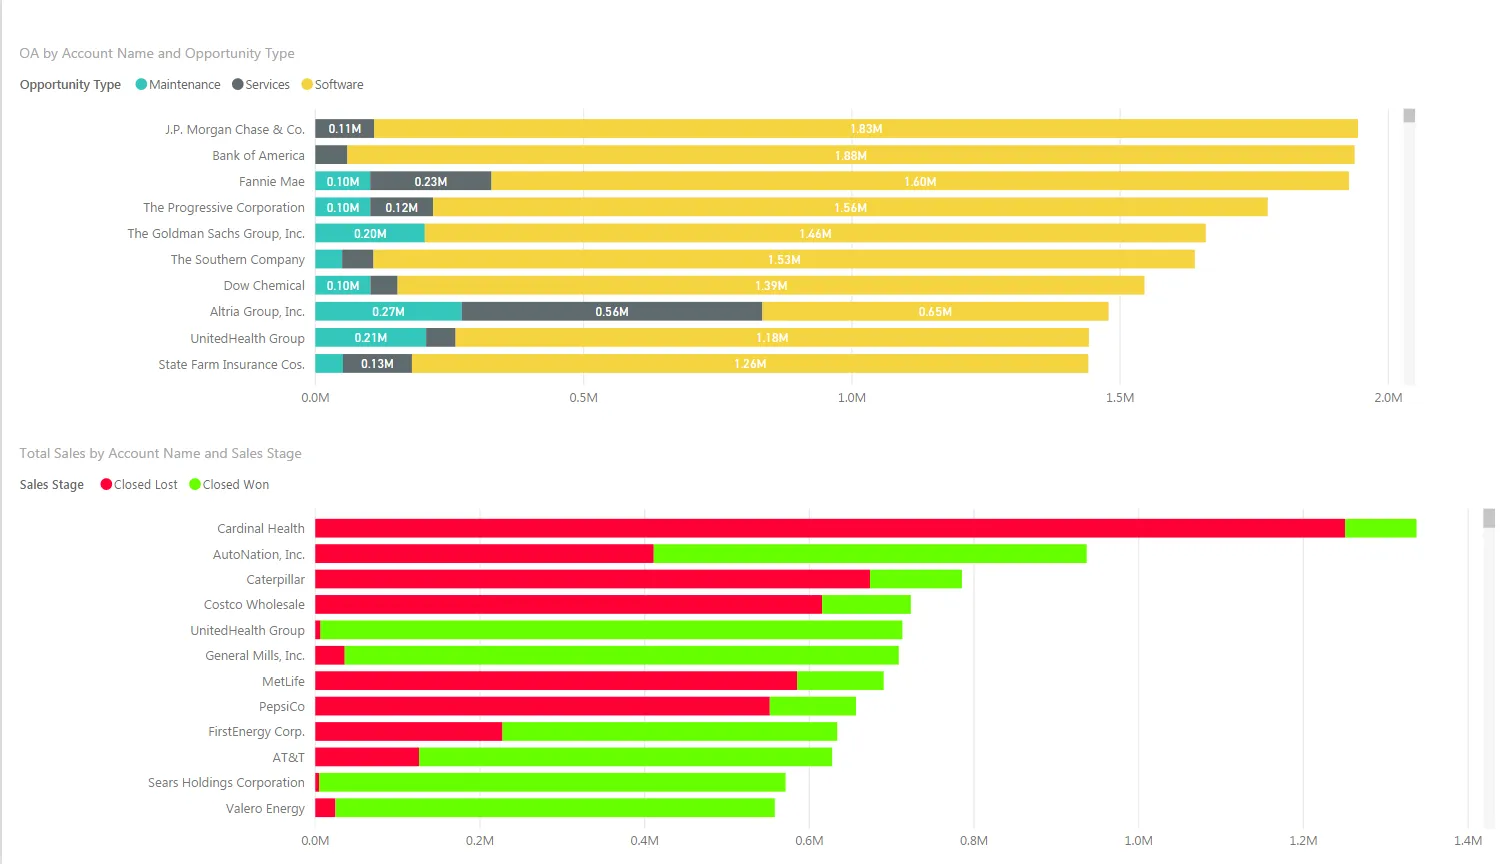 OA by Account Name and Opportunity Type
Opportunity Type Maintenance Services Software
J.P. Morgan Chase & Co. 0.11M 1.83M
Bank of America 1.88M
Fannie Mae 0.10M 0.23M 1.60M
The Progressive Corporation 0.10M 0.12M 1.56M
The Goldman Sachs Group, Inc. 0.20M 1.46M
The Southern Company 1.53M
Dow Chemical 0.10M 1.39M
Altria Group, Inc. 0.27M 0.56M 0.65M
UnitedHealth Group 0.21M 1.18M
State Farm Insurance Cos. 0.13M 1.26M
0.0M 0.5M 1.0M 1.5M 2.0M
Total Sales by Account Name and Sales Stage
Sales Stage Closed Lost Closed Won
Cardinal Health
AutoNation, Inc.
Caterpillar
Costco Wholesale
UnitedHealth Group
General Mills, Inc.
MetLife
PepsiCo
FirstEnergy Corp.
AT&T
Sears Holdings Corporation
Valero Energy
0.0M 0.2M 0.4M 0.6M 0.8M 1.0M 1.2M 1.4M